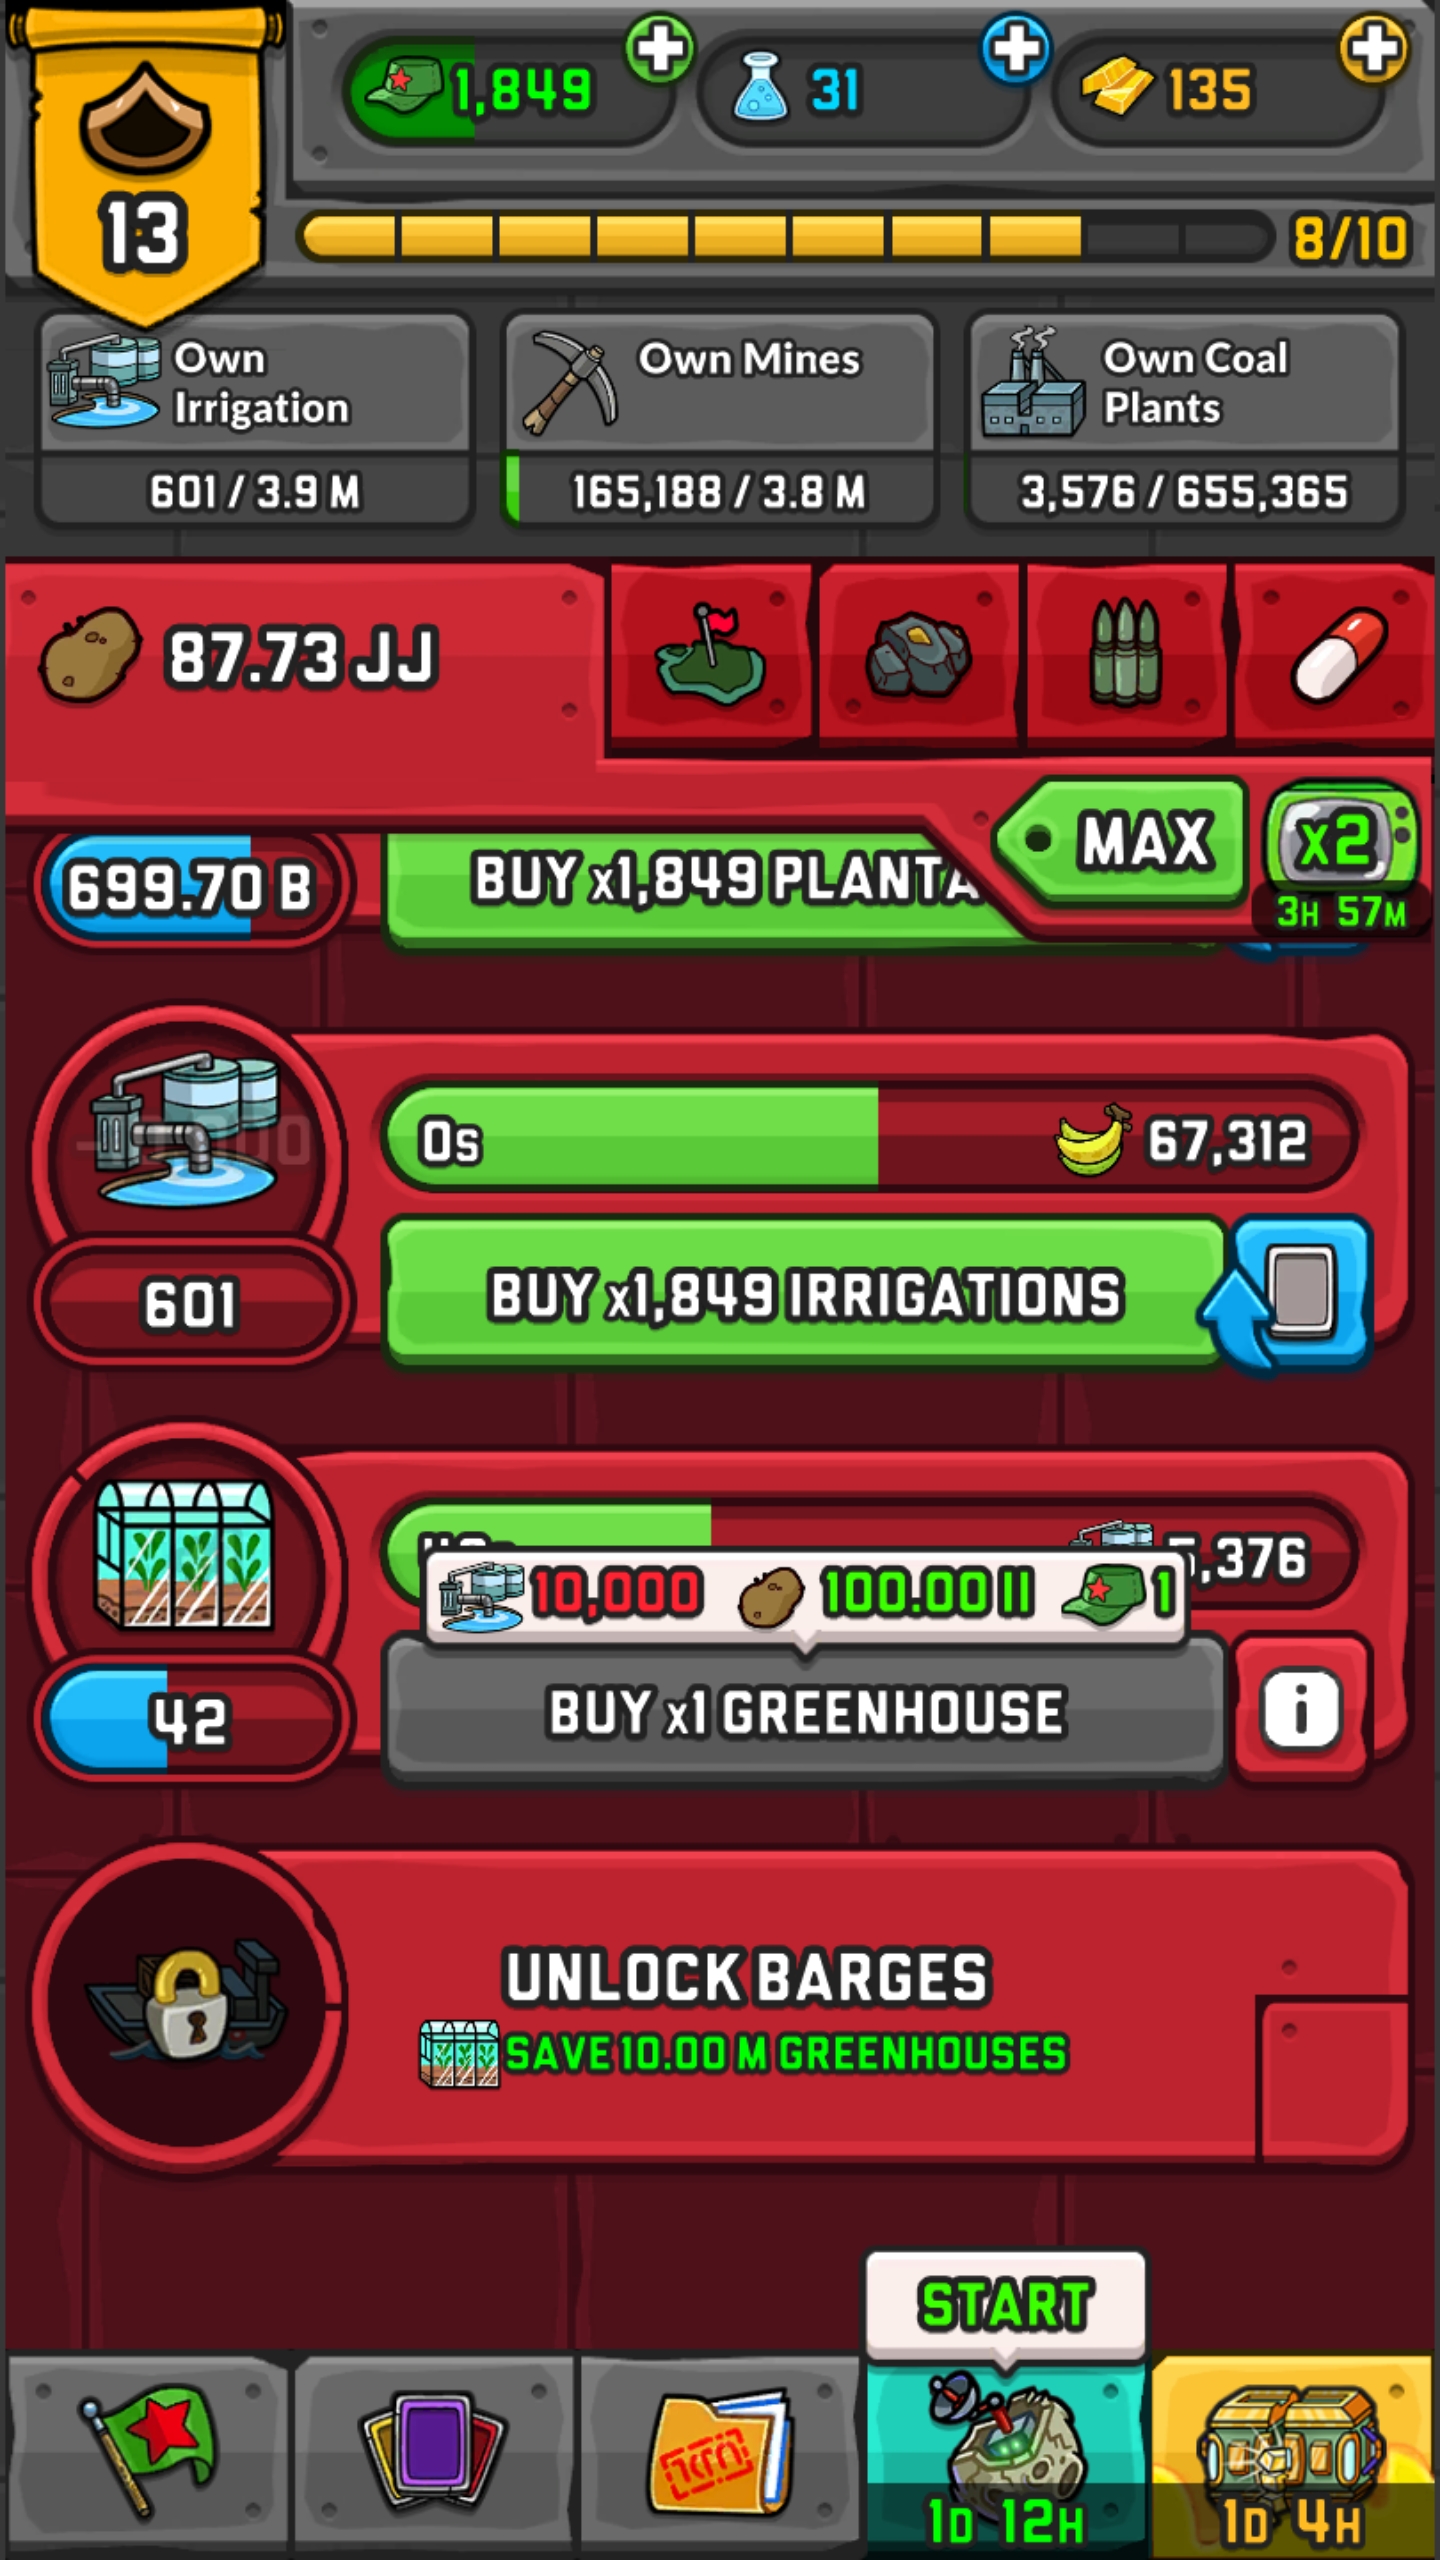 1,849
31
135
13
8/10
Own
Irrigation
601 / 3.9 M
Own Mines
165,188 / 3.8 M
Own Coal
Plants
3,576 / 655,365
87.73 JJ
MAX
x2
3H 57M
699.70 B
BUY x1,849
0s
67,312
601
BUY x1,849 IRRIGATIONS
10,000
100.00 II
1
42
BUY x1 GREENHOUSE
i
UNLOCK BARGES
SAVE 10.00 M GREENHOUSES
START
1D 12H
1D 4H